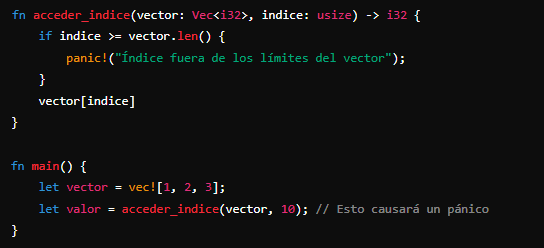 fn acceder_indice(vector: Vec<i32>, indice: usize) -> i32 {
    if indice >= vector.len() {
        panic!("Índice fuera de los límites del vector");
    }
    vector[indice]
}

fn main() {
    let vector = vec![1, 2, 3];
    let valor = acceder_indice(vector, 10); // Esto causará un pánico
}